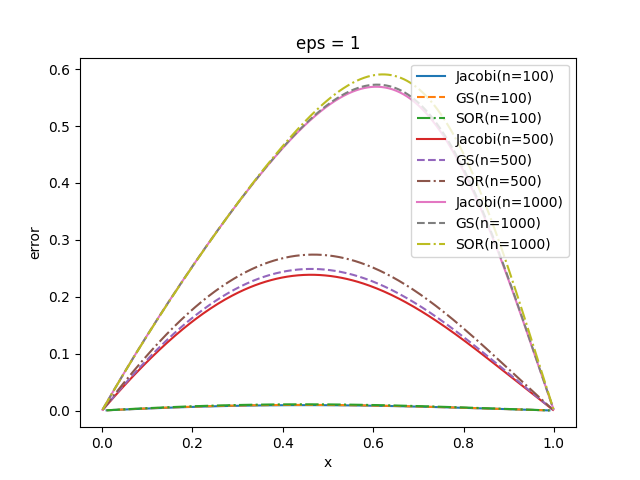 eps = 1
0.6
0.5
0.4
0.3
0.2
0.1
0.0
error
Jacobi(n=100)
GS(n=100)
SOR(n=100)
Jacobi(n=500)
GS(n=500)
SOR(n=500)
Jacobi(n=1000)
GS(n=1000)
SOR(n=1000)
0.0 0.2 0.4 0.6 0.8 1.0
x